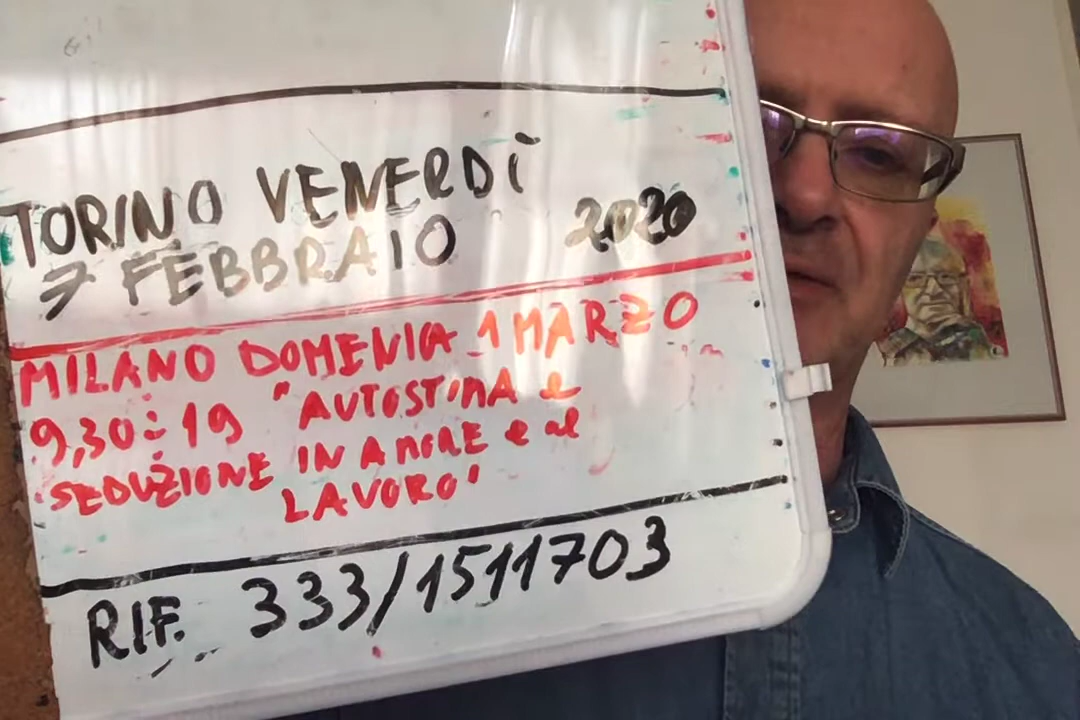 TORINO VENERDÌ
7 FEBBRAIO 2020
MILANO DOMENICA 1 MARZO
9,30÷19 "AUTOSTIMA e
SEDUZIONE IN AMORE e al
LAVORO"
RIF. 333/1511703